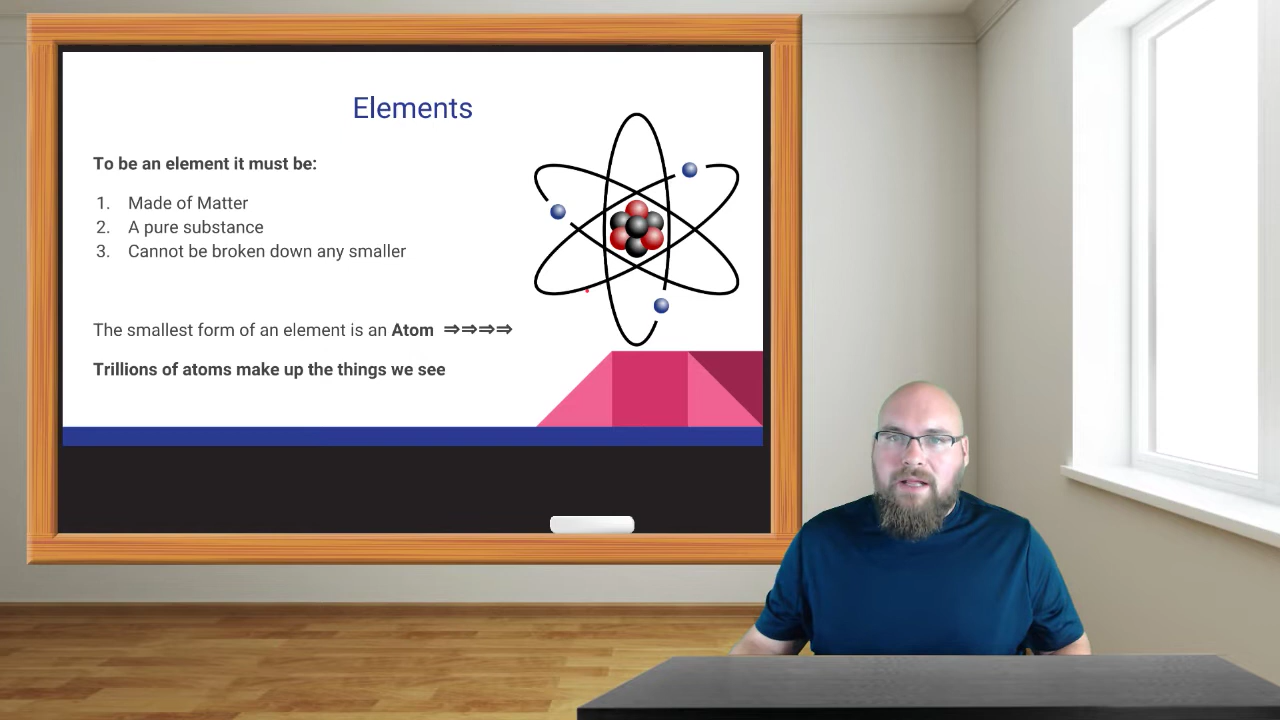 Elements
To be an element it must be:
1. Made of Matter
2. A pure substance
3. Cannot be broken down any smaller
The smallest form of an element is an Atom ⇒⇒⇒⇒
Trillions of atoms make up the things we see